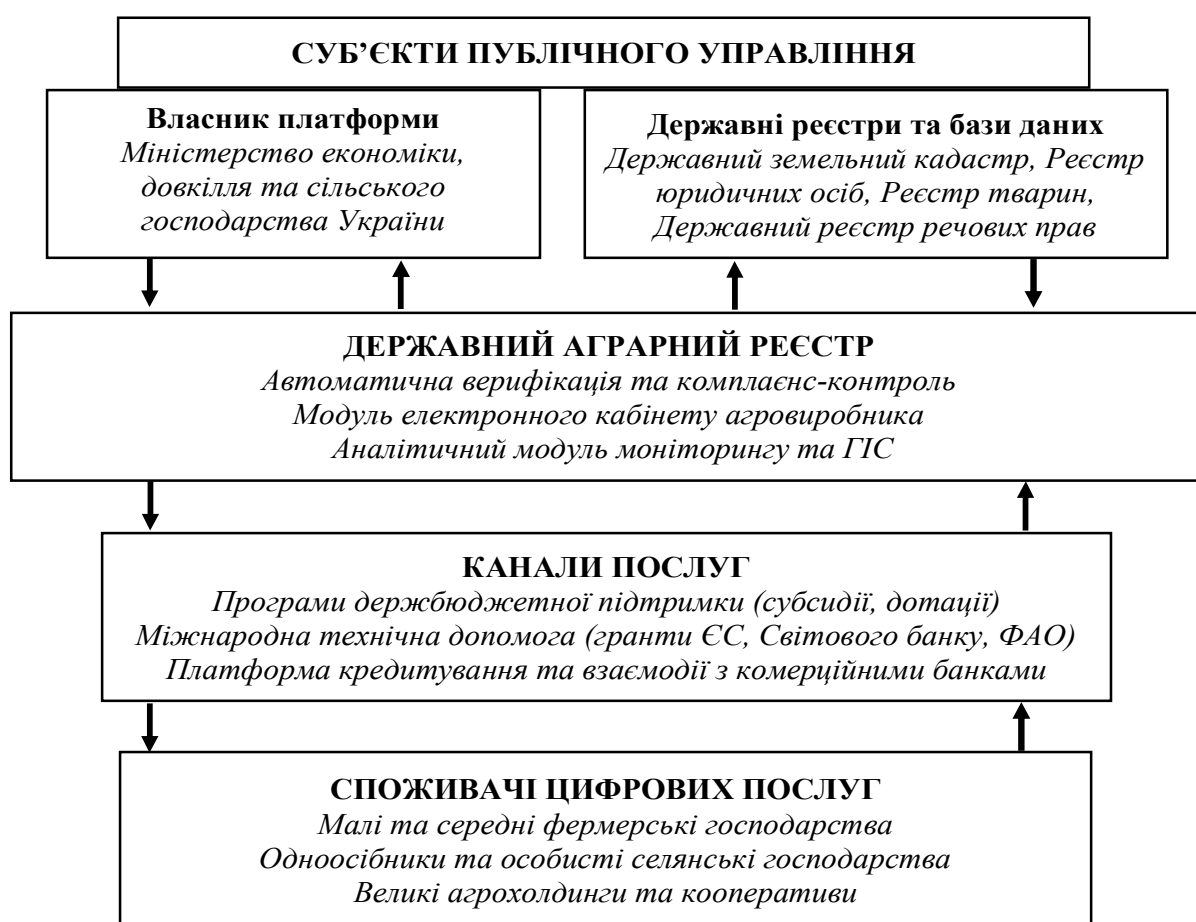 СУБ’ЄКТИ ПУБЛІЧНОГО УПРАВЛІННЯ
Власник платформи
Міністерство економіки,
довкілля та сільського
господарства України
Державні реєстри та бази даних
Державний земельний кадастр, Реєстр
юридичних осіб, Реєстр тварин,
Державний реєстр речових прав
ДЕРЖАВНИЙ АГРАРНИЙ РЕЄСТР
Автоматична верифікація та комплаєнс-контроль
Модуль електронного кабінету агровиробника
Аналітичний модуль моніторингу та ГІС
КАНАЛИ ПОСЛУГ
Програми держбюджетної підтримки (субсидії, дотації)
Міжнародна технічна допомога (гранти ЄС, Світового банку, ФАО)
Платформа кредитування та взаємодії з комерційними банками
СПОЖИВАЧІ ЦИФРОВИХ ПОСЛУГ
Малі та середні фермерські господарства
Одноосібники та особисті селянські господарства
Великі агрохолдинги та кооперативи